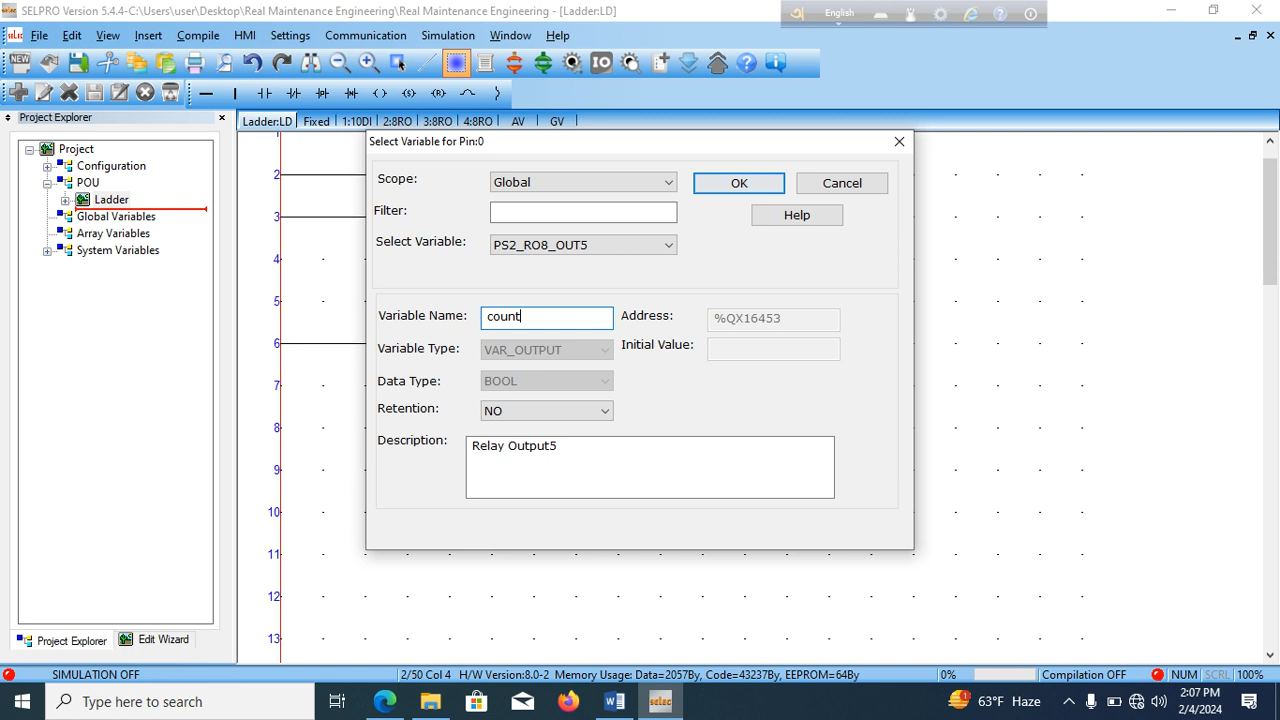 SELPRO Version 5.4.4-C:\Users\user\Desktop\Real Maintenance Engineering\Real Maintenance Engineering - [Ladder:LD]
English
File Edit View Insert Compile HMI Settings Communication Simulation Window Help
NEW
IO
(S) (R)
Project Explorer
Ladder:LD Fixed 1:10DI 2:8RO 3:8RO 4:8RO AV GV
Project
Configuration
POU
Ladder
Global Variables
Array Variables
System Variables
Project Explorer Edit Wizard
1
2
3
4
5
6
7
8
9
10
11
12
13
Select Variable for Pin:0
Scope: Global OK Cancel
Filter: Help
Select Variable: PS2_RO8_OUT5
Variable Name: count Address: %QX16453
Variable Type: VAR_OUTPUT Initial Value:
Data Type: BOOL
Retention: NO
Description: Relay Output5
SIMULATION OFF 2/50 Col 4 H/W Version:8.0-2 Memory Usage: Data=2057By, Code=43237By, EEPROM=64By 0% Compilation OFF NUM SCRL 100%
Type here to search
selec
63°F Haze
2:07 PM
2/4/2024